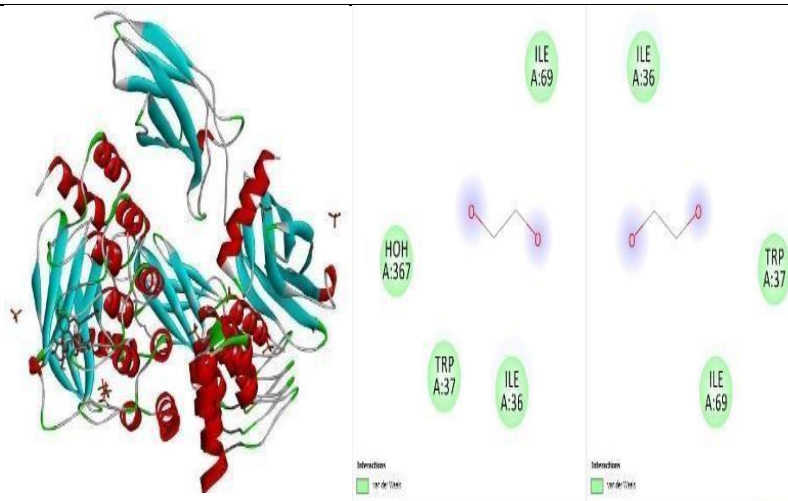 ILE
A:69
O
O
HOH
A:367
TRP
A:37
ILE
A:36
Interactions
van der Waals
ILE
A:36
O
O
TRP
A:37
ILE
A:69
Interactions
van der Waals